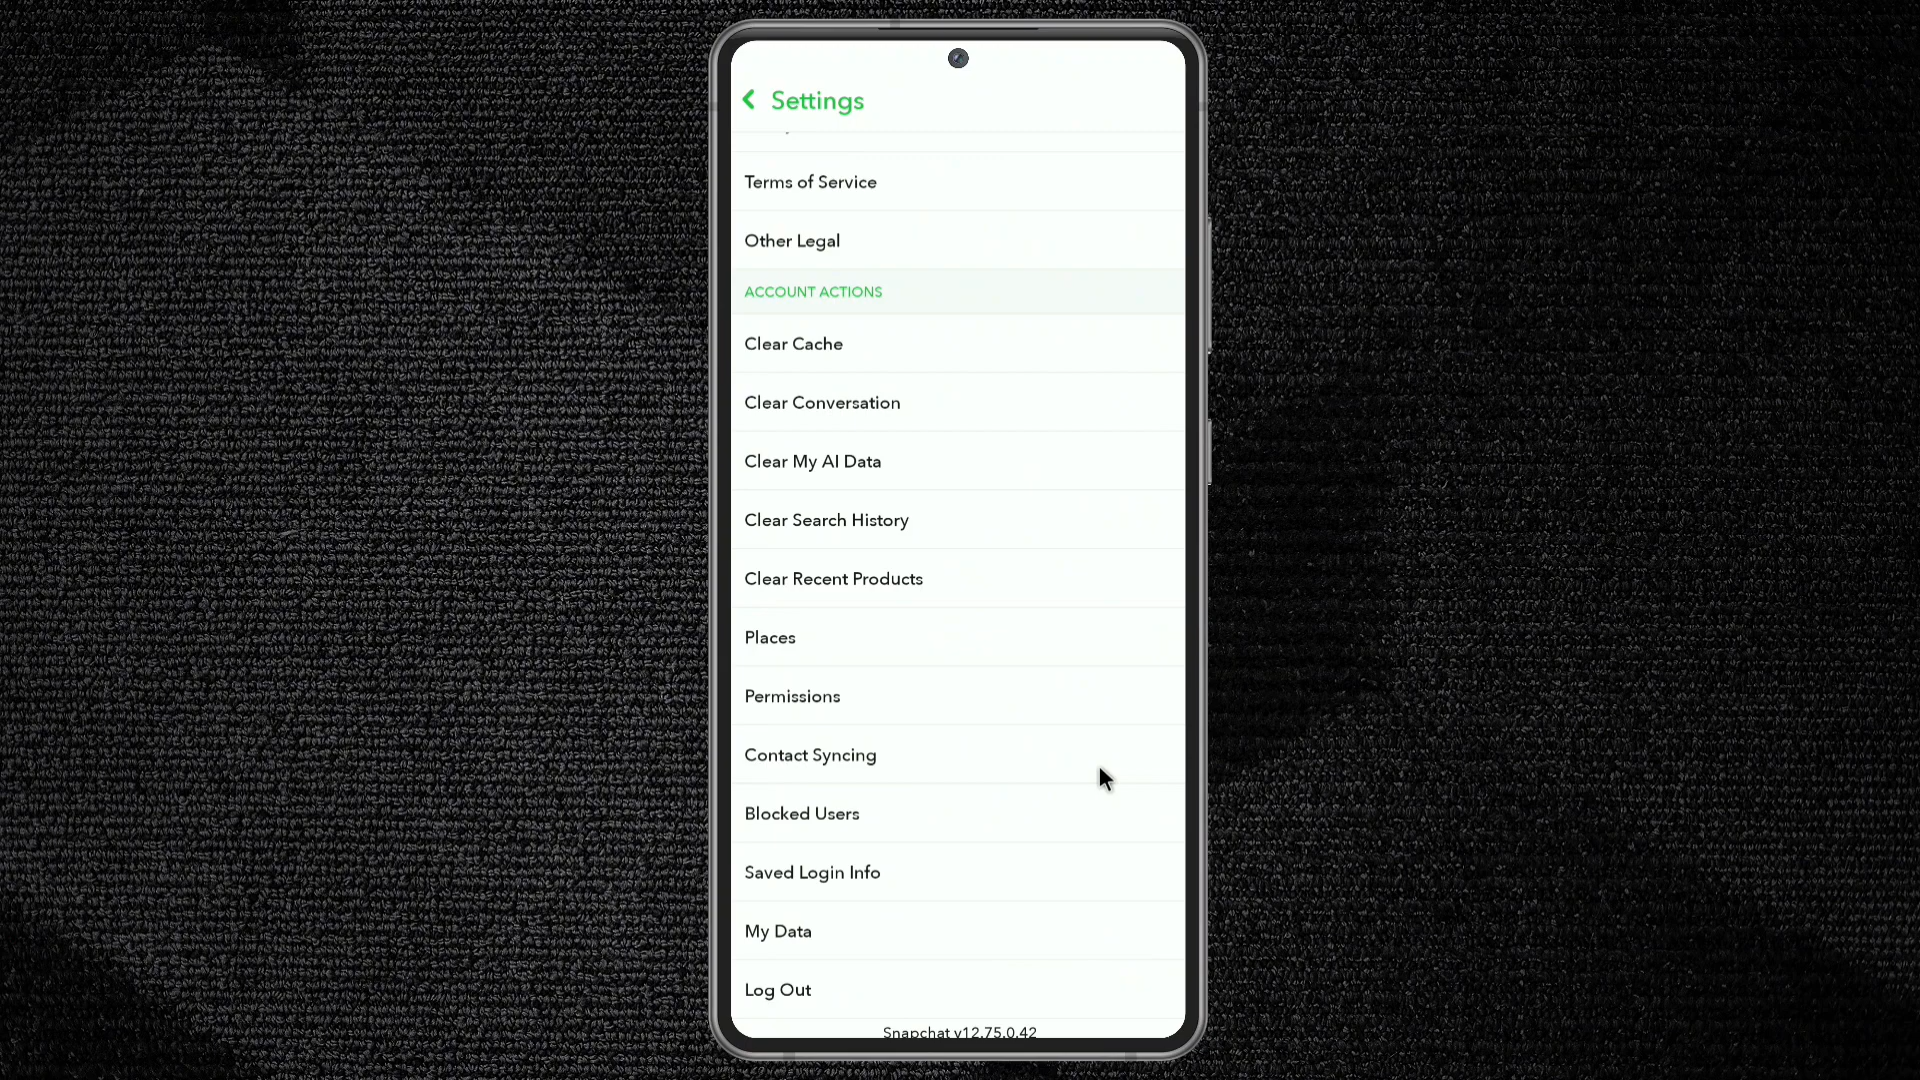 Settings
Terms of Service
Other Legal
ACCOUNT ACTIONS
Clear Cache
Clear Conversation
Clear My AI Data
Clear Search History
Clear Recent Products
Places
Permissions
Contact Syncing
Blocked Users
Saved Login Info
My Data
Log Out
Snapchat v12.75.0.42